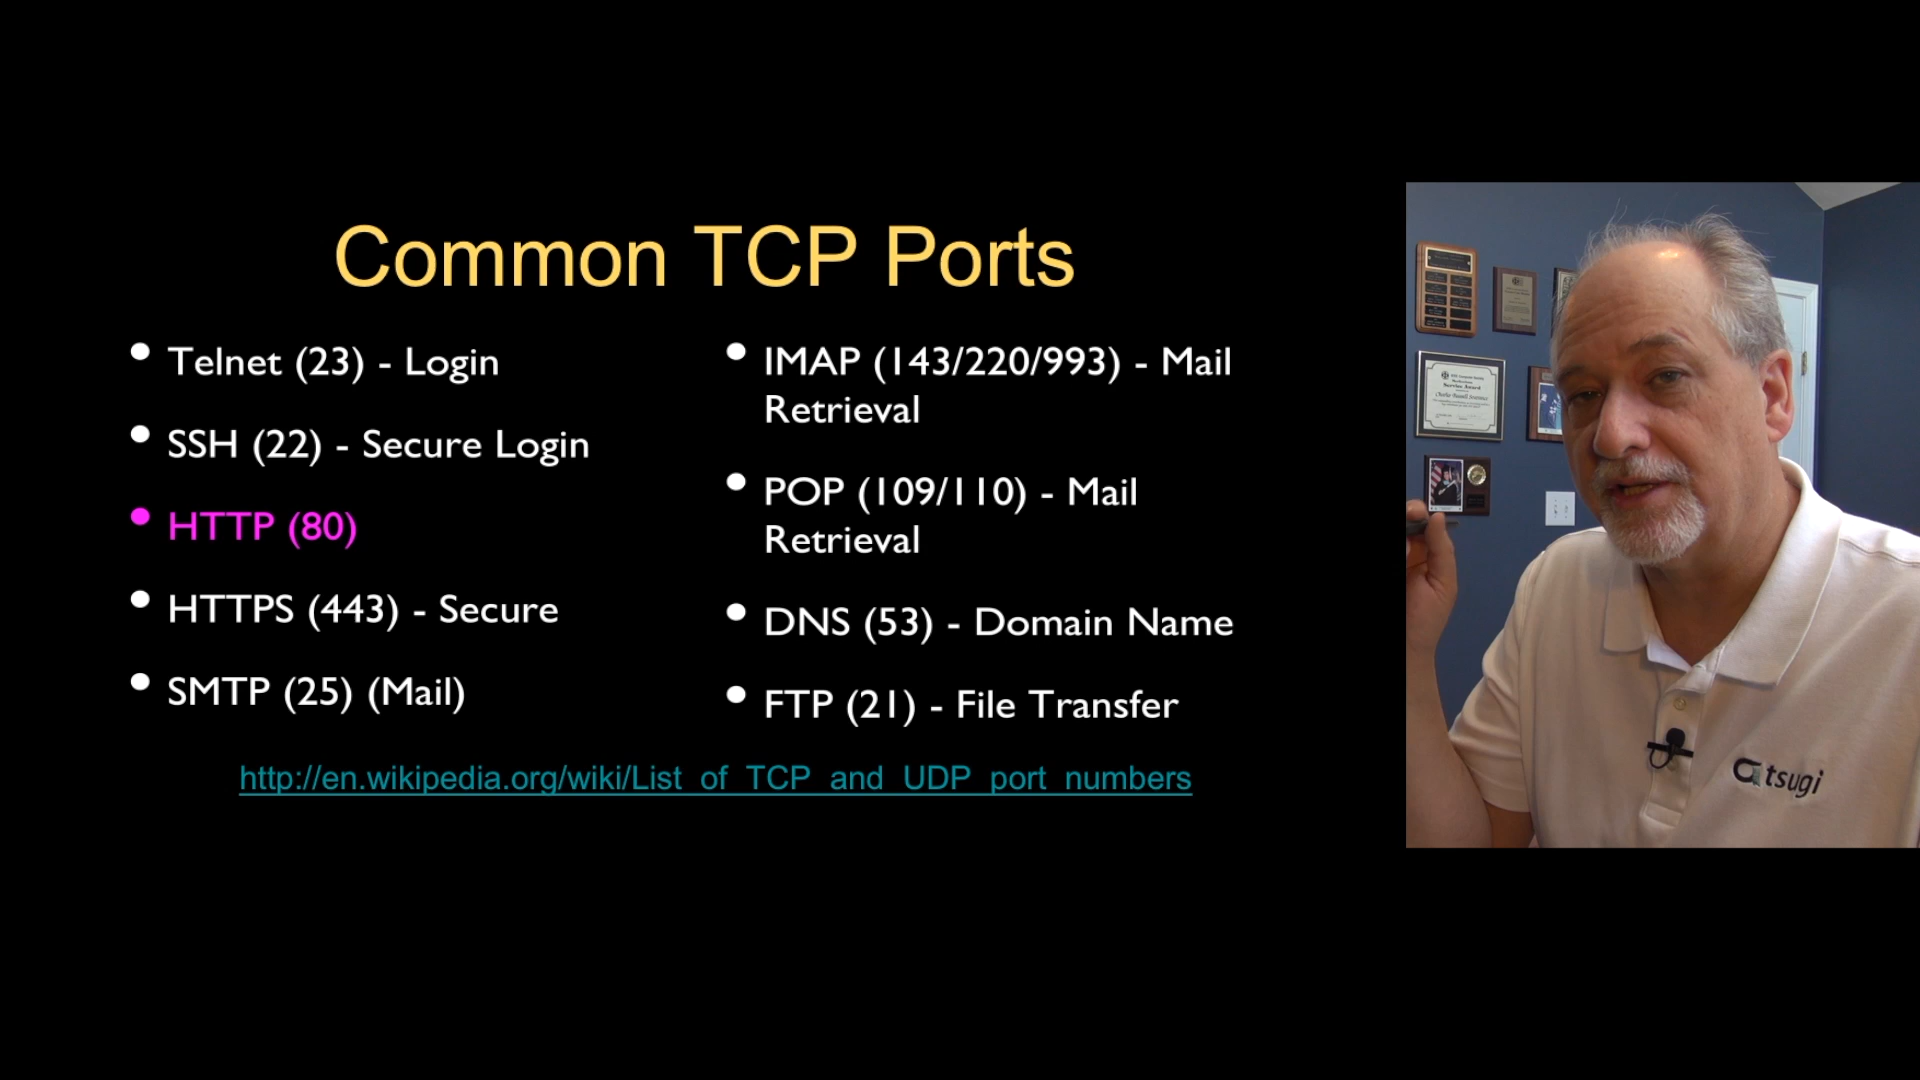 Common TCP Ports
• Telnet (23) - Login
• SSH (22) - Secure Login
• HTTP (80)
• HTTPS (443) - Secure
• SMTP (25) (Mail)
• IMAP (143/220/993) - Mail
Retrieval
• POP (109/110) - Mail
Retrieval
• DNS (53) - Domain Name
• FTP (21) - File Transfer
http://en.wikipedia.org/wiki/List_of_TCP_and_UDP_port_numbers
Service Award
tsugi